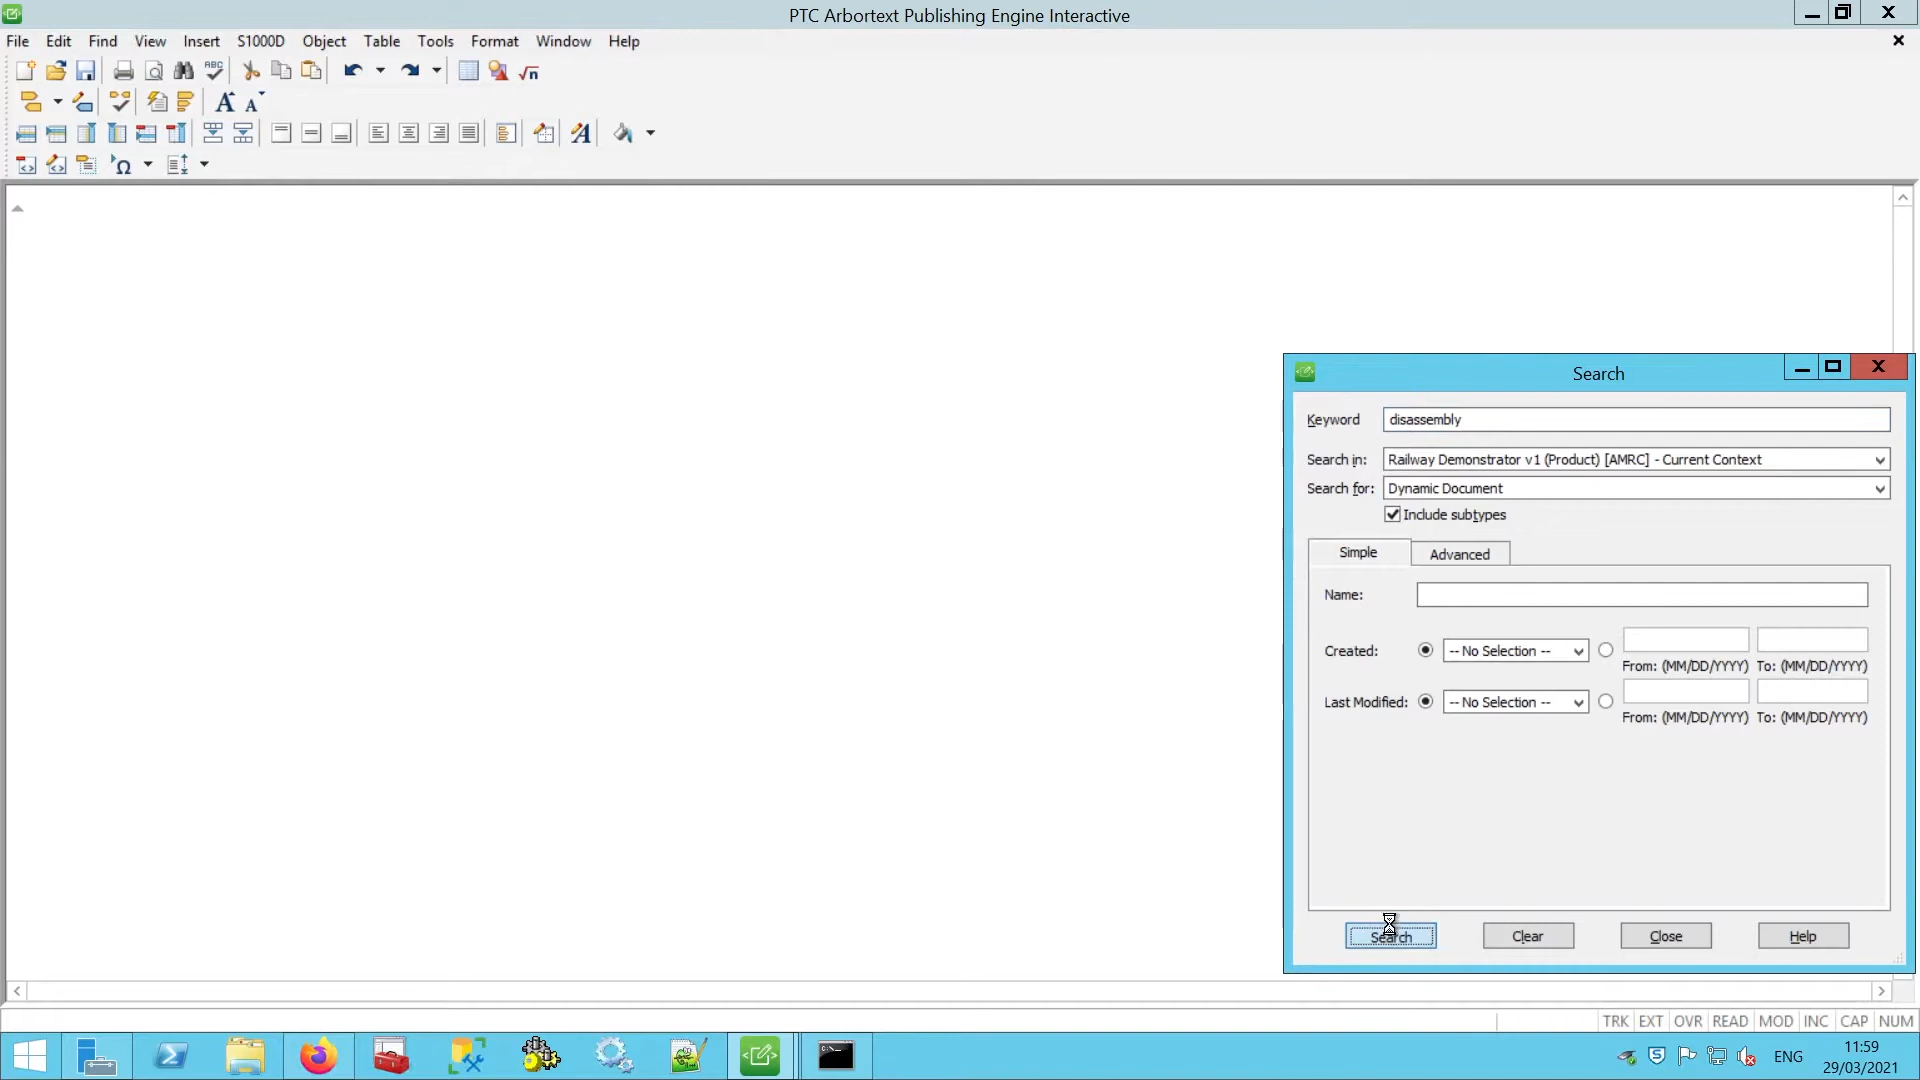 PTC Arbortext Publishing Engine Interactive
File Edit Find View Insert S1000D Object Table Tools Format Window Help
ABC
A A
Search
Keyword disassembly
Search in: Railway Demonstrator v1 (Product) [AMRC] - Current Context
Search for: Dynamic Document
Include subtypes
Simple Advanced
Name:
Created: -- No Selection --
From: (MM/DD/YYYY) To: (MM/DD/YYYY)
Last Modified: -- No Selection --
From: (MM/DD/YYYY) To: (MM/DD/YYYY)
Search Clear Close Help
TRK EXT OVR READ MOD INC CAP NUM
ENG
11:59
29/03/2021